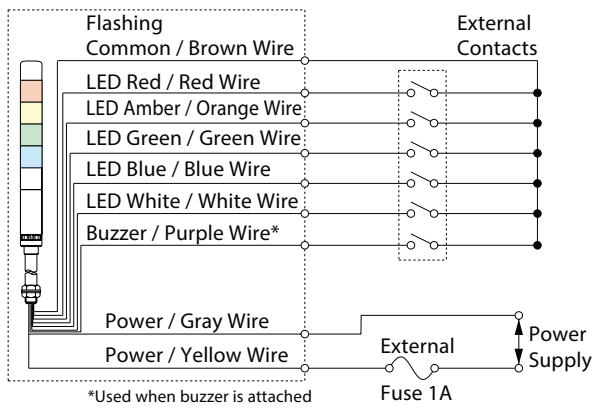 Flashing
Common / Brown Wire
External
Contacts
LED Red / Red Wire
LED Amber / Orange Wire
LED Green / Green Wire
LED Blue / Blue Wire
LED White / White Wire
Buzzer / Purple Wire*
Power / Gray Wire
Power / Yellow Wire
External
Fuse 1A
Power
Supply
*Used when buzzer is attached